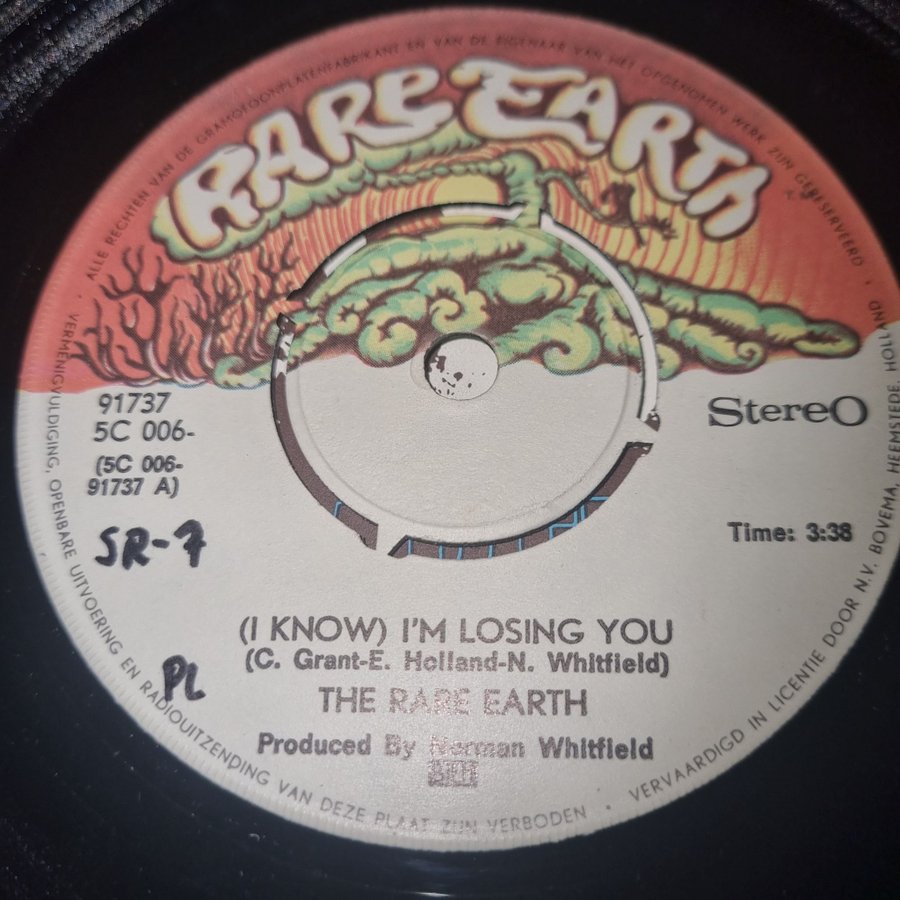 ALLE RECHTEN VAN DE GRAMOFOONPLATENFABRIKANT EN VAN DE EIGENAAR VAN HET OPGENOMEN WERK ZIJN GERESERVEERD
RARE EARTH
91737
5C 006-
(5C 006-
91737 A)
Stereo
SR-7
Time: 3:38
(I KNOW) I'M LOSING YOU
(C. Grant-E. Holland-N. Whitfield)
PL
THE RARE EARTH
Produced By Norman Whitfield
VERMENIGVULDIGING, OPENBARE UITVOERING EN RADIOUITZENDING VAN DEZE PLAAT ZIJN VERBODEN • VERVAARDIGD IN LICENTIE DOOR N.V. BOVEMA, HEEMSTEDE, HOLLAND